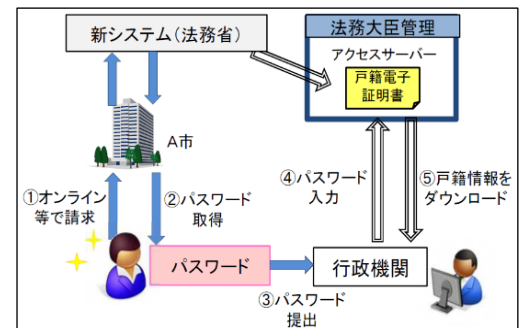 新システム(法務省)
法務大臣管理
アクセスサーバー
戸籍電子
証明書
A市
①オンライン
等で請求
②パスワード
取得
④パスワード
入力
⑤戸籍情報を
ダウンロード
パスワード
行政機関
③パスワード
提出